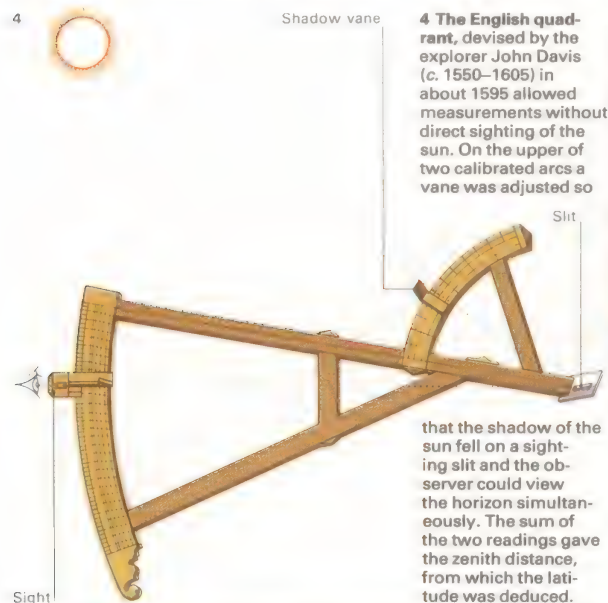 4
Shadow vane
4 The English quad-
rant, devised by the
explorer John Davis
(c. 1550–1605) in
about 1595 allowed
measurements without
direct sighting of the
sun. On the upper of
two calibrated arcs a
vane was adjusted so
Slit
that the shadow of the
sun fell on a sight-
ing slit and the ob-
server could view
the horizon simultan-
eously. The sum of
the two readings gave
the zenith distance,
from which the lati-
tude was deduced.
Sight